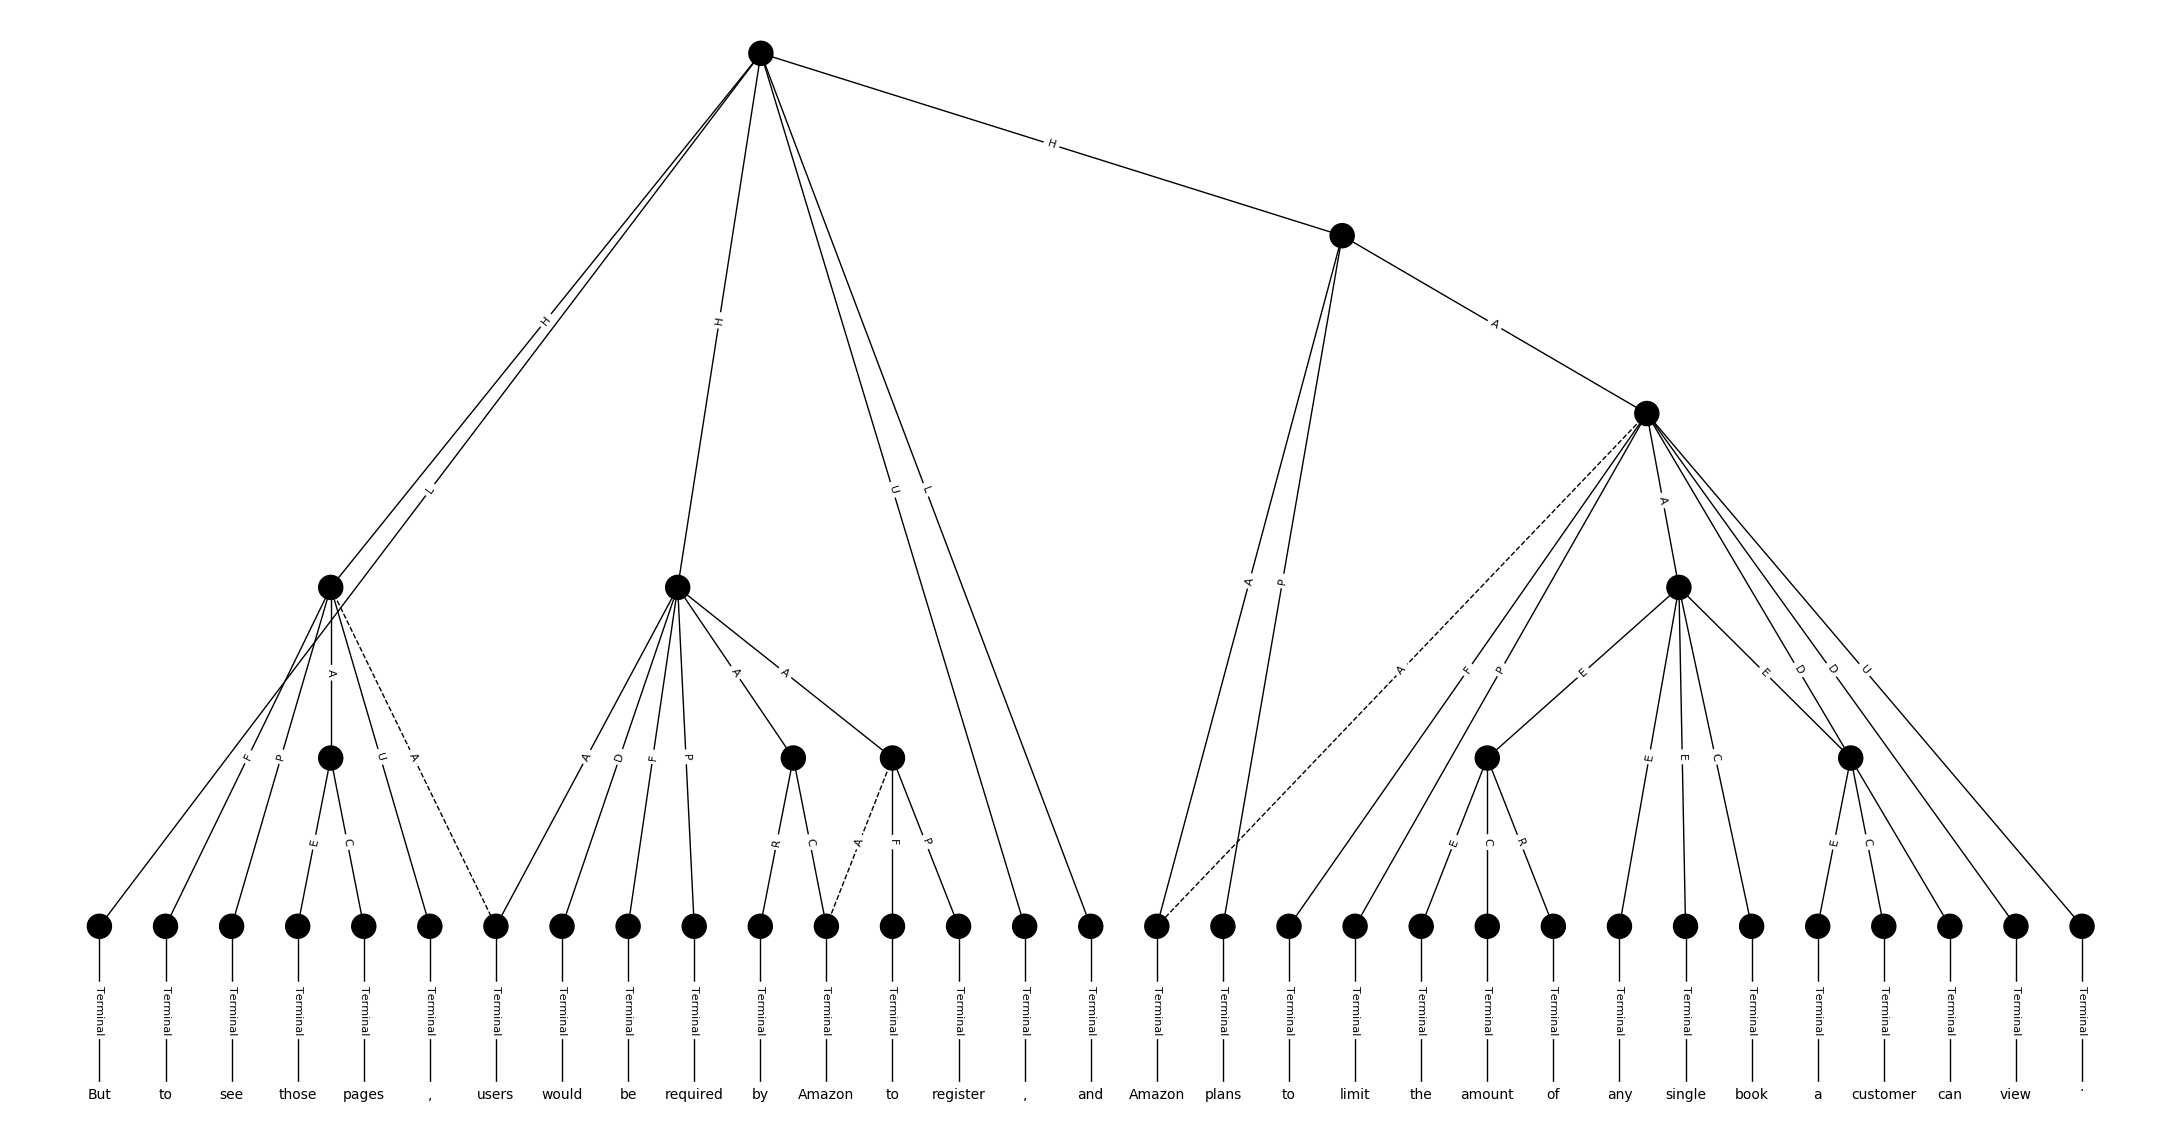 H
H
H
A
L
U
L
A
A
P
A
F
P
E
E
D
D
U
A
A
A
F
P
U
A
A
D
F
P
E
E
C
E
C
R
C
A
F
P
E
C
R
E
C
Terminal Terminal Terminal Terminal Terminal Terminal Terminal Terminal Terminal Terminal Terminal Terminal Terminal Terminal Terminal Terminal Terminal Terminal Terminal Terminal Terminal Terminal Terminal Terminal Terminal Terminal Terminal Terminal Terminal Terminal Terminal
But to see those pages , users would be required by Amazon to register , and Amazon plans to limit the amount of any single book a customer can view .